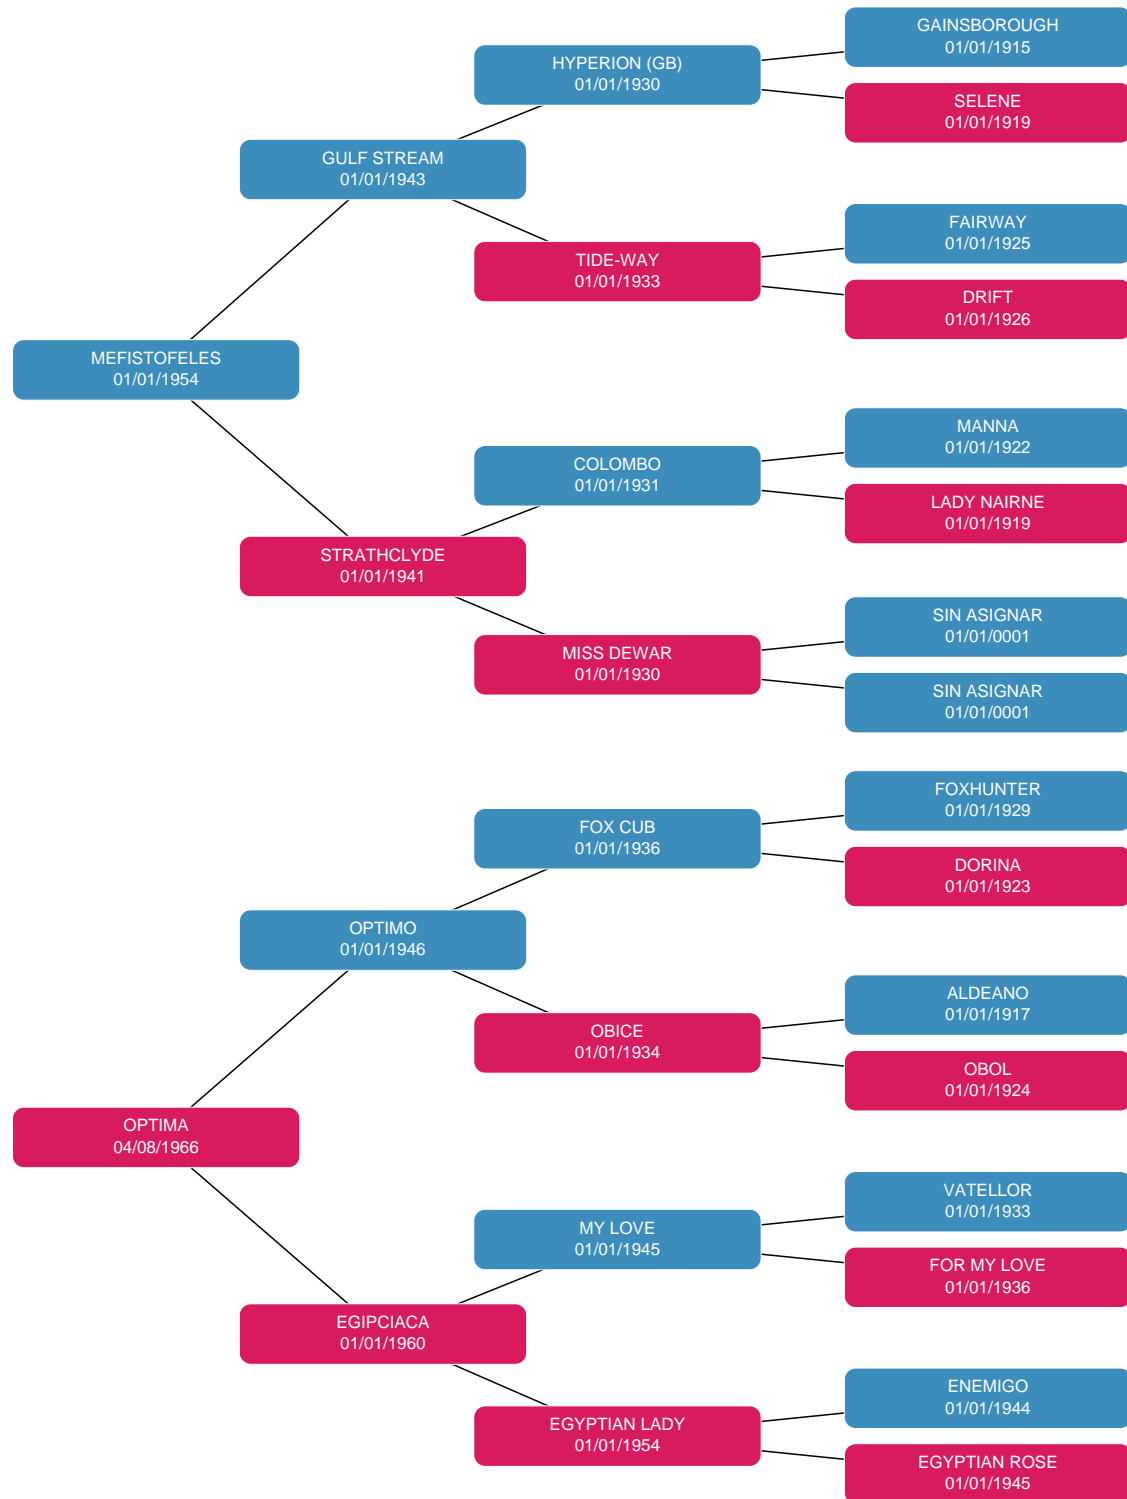 GAINSBOROUGH
01/01/1915
HYPERION (GB)
01/01/1930
SELENE
01/01/1919
GULF STREAM
01/01/1943
FAIRWAY
01/01/1925
TIDE-WAY
01/01/1933
DRIFT
01/01/1926
MEFISTOFELES
01/01/1954
MANNA
01/01/1922
COLOMBO
01/01/1931
LADY NAIRNE
01/01/1919
STRATHCLYDE
01/01/1941
SIN ASIGNAR
01/01/0001
MISS DEWAR
01/01/1930
SIN ASIGNAR
01/01/0001
FOXHUNTER
01/01/1929
FOX CUB
01/01/1936
DORINA
01/01/1923
OPTIMO
01/01/1946
ALDEANO
01/01/1917
OBICE
01/01/1934
OBOL
01/01/1924
OPTIMA
04/08/1966
VATELLOR
01/01/1933
MY LOVE
01/01/1945
FOR MY LOVE
01/01/1936
EGIPCIACA
01/01/1960
ENEMIGO
01/01/1944
EGYPTIAN LADY
01/01/1954
EGYPTIAN ROSE
01/01/1945